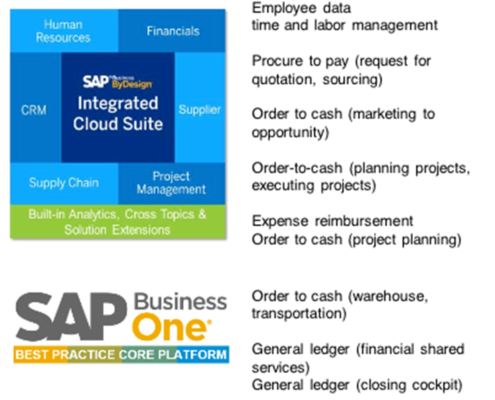 Human
Resources
Financials
CRM
SAP Business
ByDesign
Integrated
Cloud Suite
Supplier
Supply Chain
Project
Management
Built-in Analytics, Cross Topics &
Solution Extensions
SAP Business
One®
BEST PRACTICE CORE PLATFORM
Employee data
time and labor management
Procure to pay (request for
quotation, sourcing)
Order to cash (marketing to
opportunity)
Order-to-cash (planning projects,
executing projects)
Expense reimbursement
Order to cash (project planning)
Order to cash (warehouse,
transportation)
General ledger (financial shared
services)
General ledger (closing cockpit)